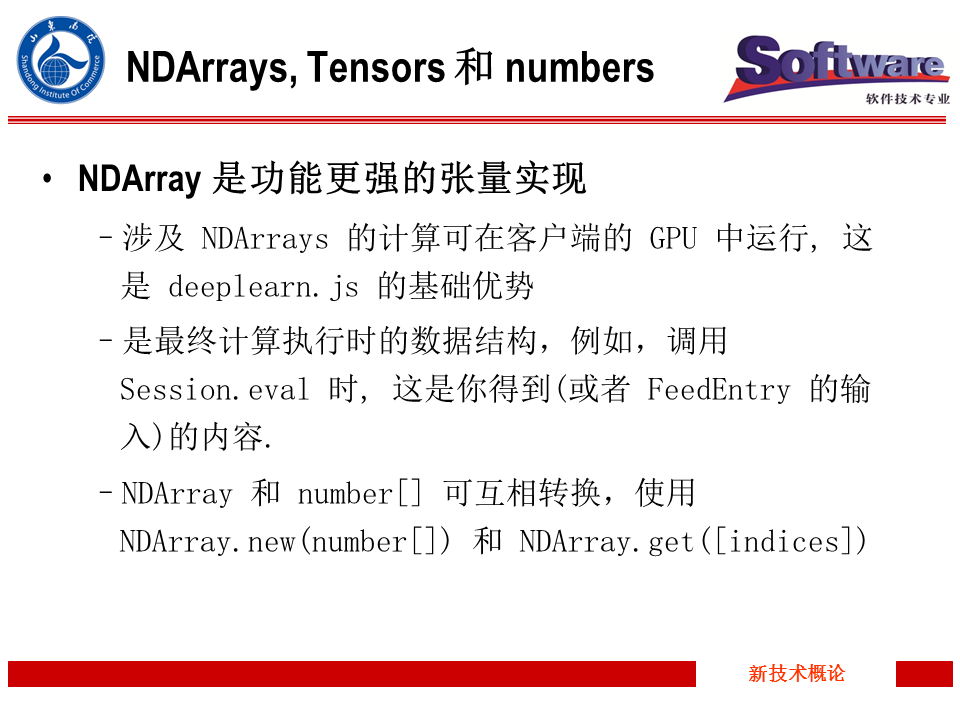 NDArrays, Tensors 和 numbers
Shandong Institute Of Commerce
Software
软件技术专业
• NDArray 是功能更强的张量实现
–涉及 NDArrays 的计算可在客户端的 GPU 中运行, 这
是 deeplearn.js 的基础优势
–是最终计算执行时的数据结构，例如，调用
Session.eval 时, 这是你得到(或者 FeedEntry 的输
入)的内容.
–NDArray 和 number[] 可互相转换，使用
NDArray.new(number[]) 和 NDArray.get([indices])
新技术概论